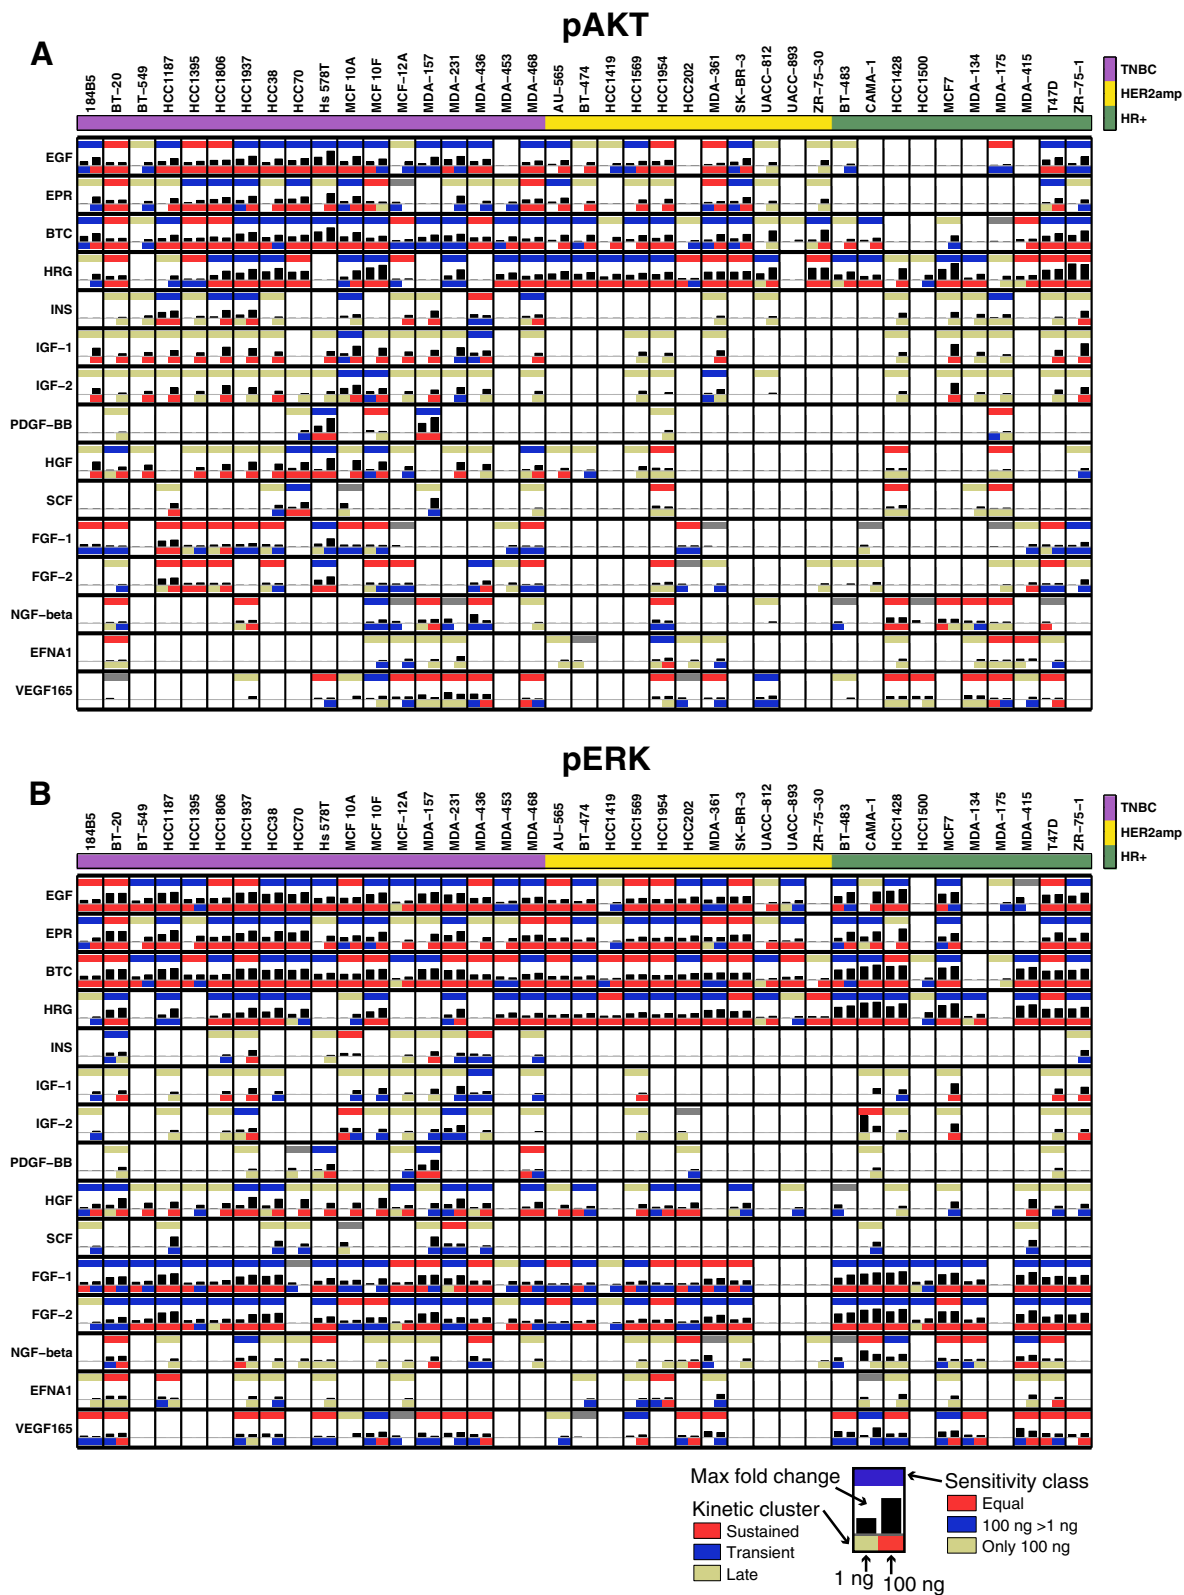 pAKT
A
184B5
BT-20
BT-549
HCC1187
HCC1395
HCC1806
HCC1937
HCC38
HCC70
Hs 578T
MCF 10A
MCF 10F
MCF-12A
MDA-157
MDA-231
MDA-436
MDA-453
MDA-468
AU-565
BT-474
HCC1419
HCC1569
HCC1954
HCC202
MDA-361
SK-BR-3
UACC-812
UACC-893
ZR-75-30
BT-483
CAMA-1
HCC1428
HCC1500
MCF7
MDA-134
MDA-175
MDA-415
T47D
ZR-75-1
TNBC
HER2amp
HR+
EGF
EPR
BTC
HRG
INS
IGF-1
IGF-2
PDGF-BB
HGF
SCF
FGF-1
FGF-2
NGF-beta
EFNA1
VEGF165
pERK
B
184B5
BT-20
BT-549
HCC1187
HCC1395
HCC1806
HCC1937
HCC38
HCC70
Hs 578T
MCF 10A
MCF 10F
MCF-12A
MDA-157
MDA-231
MDA-436
MDA-453
MDA-468
AU-565
BT-474
HCC1419
HCC1569
HCC1954
HCC202
MDA-361
SK-BR-3
UACC-812
UACC-893
ZR-75-30
BT-483
CAMA-1
HCC1428
HCC1500
MCF7
MDA-134
MDA-175
MDA-415
T47D
ZR-75-1
TNBC
HER2amp
HR+
EGF
EPR
BTC
HRG
INS
IGF-1
IGF-2
PDGF-BB
HGF
SCF
FGF-1
FGF-2
NGF-beta
EFNA1
VEGF165
Max fold change
Sensitivity class
Kinetic cluster
Equal
Sustained
100 ng >1 ng
Transient
Only 100 ng
Late
1 ng
100 ng